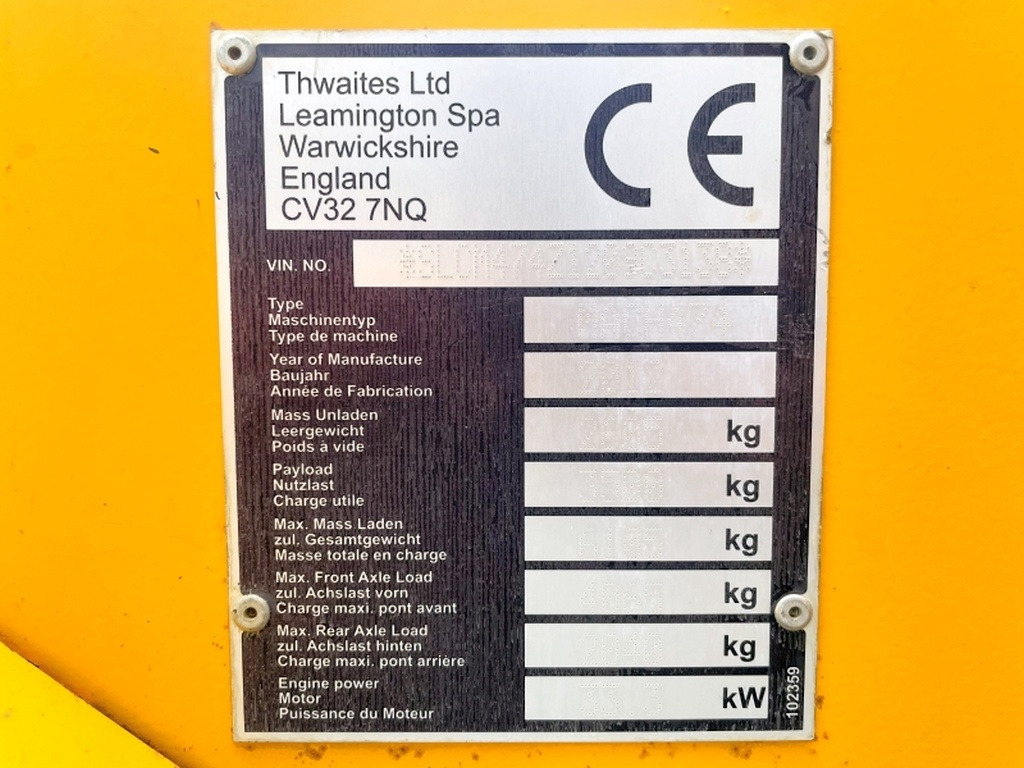 Thwaites Ltd
Leamington Spa
Warwickshire
England
CV32 7NQ
CE
VIN. NO.
Type
Maschinentyp
Type de machine
Year of Manufacture
Baujahr
Année de Fabrication
Mass Unladen
Leergewicht
Poids à vide
kg
Payload
Nutzlast
Charge utile
kg
Max. Mass Laden
zul. Gesamtgewicht
Masse totale en charge
kg
Max. Front Axle Load
zul. Achslast vorn
Charge maxi. pont avant
kg
Max. Rear Axle Load
zul. Achslast hinten
Charge maxi. pont arrière
kg
Engine power
Motor
Puissance du Moteur
kW
102359